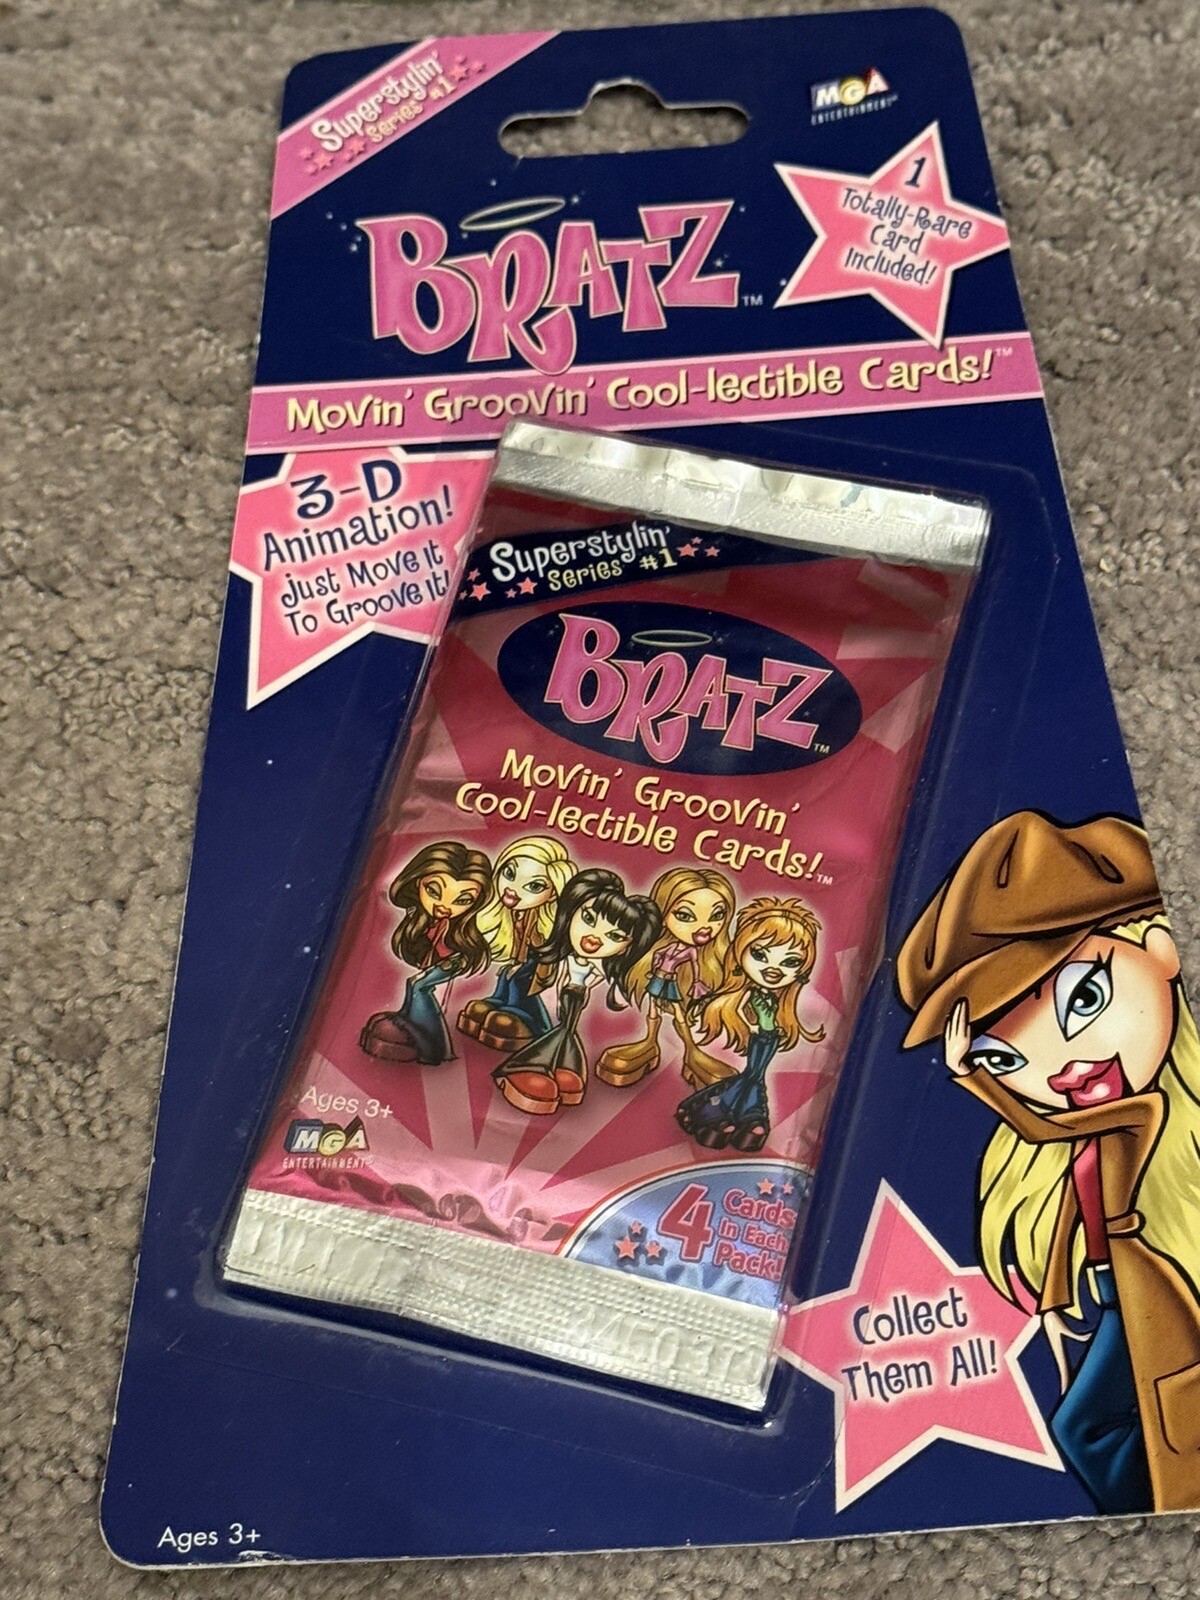 Superstylin'
Series #1
MGA
ENTERTAINMENT
BRATZ™
1
Totally-Rare
Card
Included!
Movin' Groovin' Cool-lectible Cards!™
3-D
Animation!
Just Move it
To Groove it!
Superstylin'
Series #1
BRATZ™
Movin' Groovin'
Cool-lectible Cards!™
Ages 3+
MGA
ENTERTAINMENT
4 Cards
In Each
Pack!
Collect
Them All!
Ages 3+